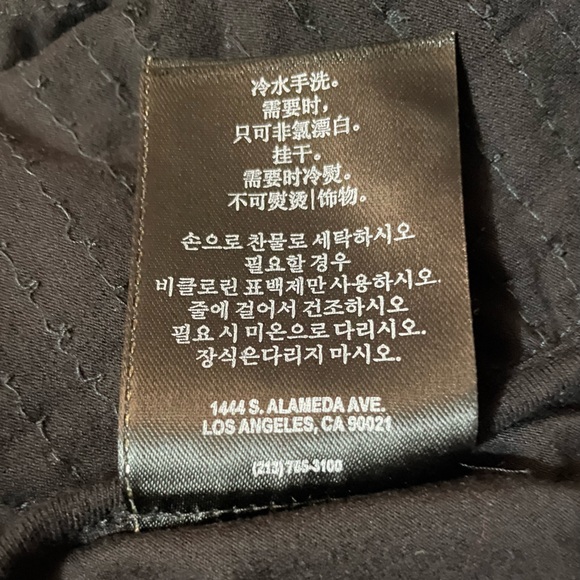 冷水手洗。
需要时，
只可非氯漂白。
挂干。
需要时冷熨。
不可熨烫|饰物。
손으로 찬물로 세탁하시오
필요할 경우
비클로린 표백제만 사용하시오.
줄에 걸어서 건조하시오
필요 시 미온으로 다리시오.
장식은다리지 마시오.
1444 S. ALAMEDA AVE.
LOS ANGELES, CA 90021
(213) 765-3100